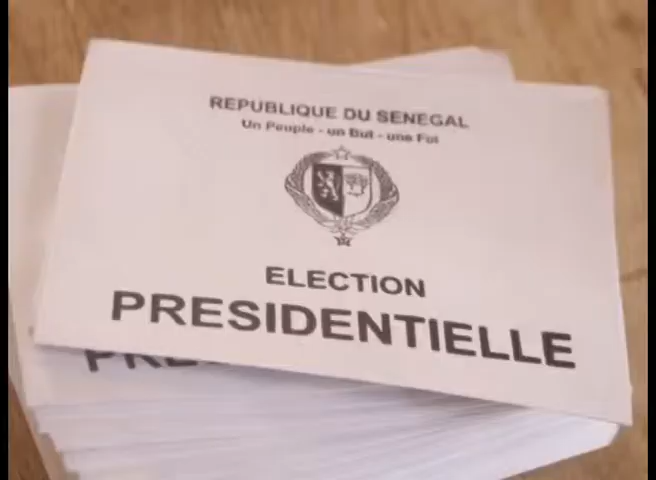 REPUBLIQUE DU SENEGAL
Un Peuple - un But - une Foi
ELECTION
PRESIDENTIELLE